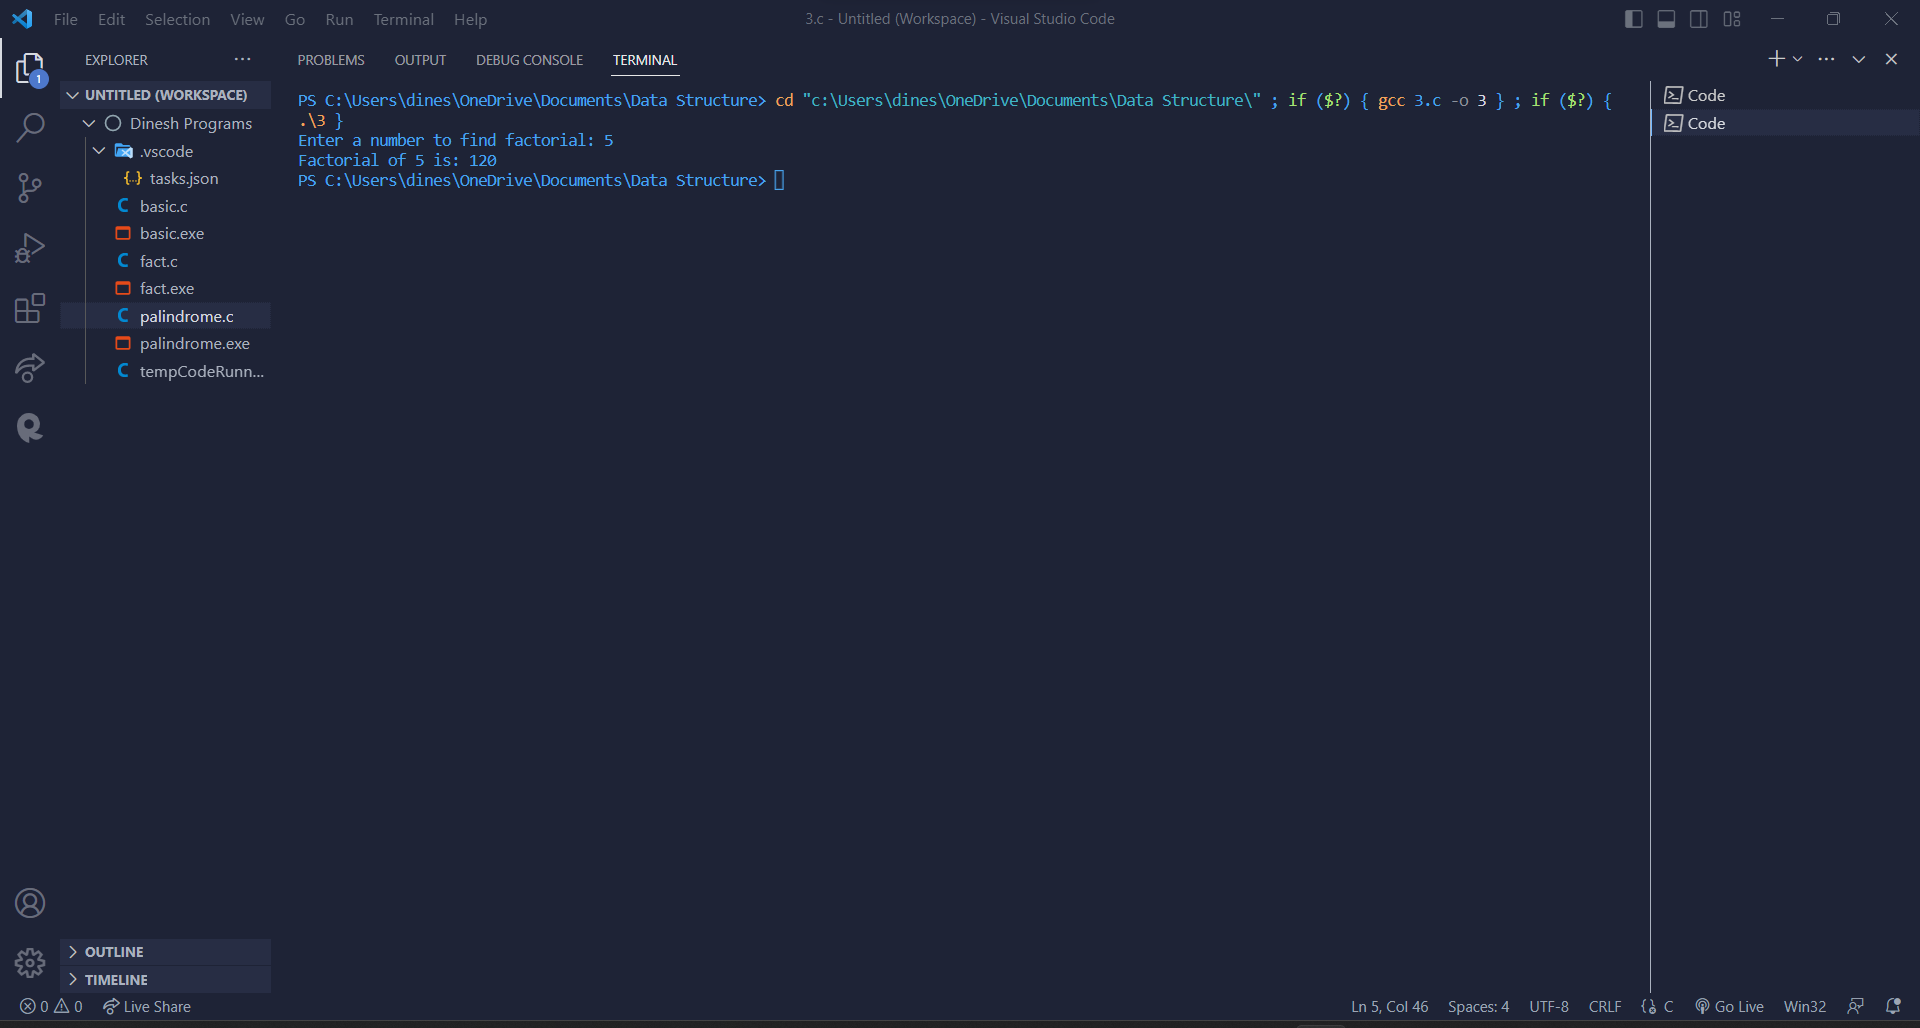 File Edit Selection View Go Run Terminal Help
3.c - Untitled (Workspace) - Visual Studio Code
1
EXPLORER
UNTITLED (WORKSPACE)
Dinesh Programs
.vscode
{..} tasks.json
C basic.c
basic.exe
C fact.c
fact.exe
C palindrome.c
palindrome.exe
C tempCodeRunn...
OUTLINE
TIMELINE
PROBLEMS OUTPUT DEBUG CONSOLE TERMINAL
PS C:\Users\dines\OneDrive\Documents\Data Structure> cd "c:\Users\dines\OneDrive\Documents\Data Structure\" ; if ($?) { gcc 3.c -o 3 } ; if ($?) {
.\3 }
Enter a number to find factorial: 5
Factorial of 5 is: 120
PS C:\Users\dines\OneDrive\Documents\Data Structure>
Code
Code
0 0 Live Share
Ln 5, Col 46 Spaces: 4 UTF-8 CRLF C Go Live Win32